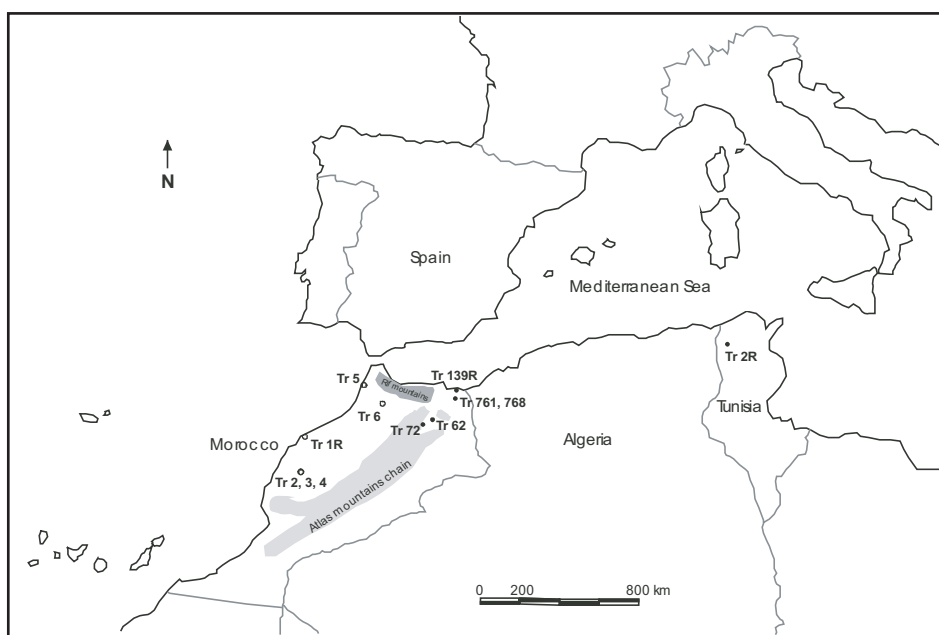 N
Spain
Mediterranean Sea
Tr 2R
Tr 5
Rif mountains
Tr 139R
Tr 761, 768
Tunisia
Tr 6
Tr 72
Tr 62
Morocco
Tr 1R
Algeria
Tr 2, 3, 4
Atlas mountains chain
0 200 800 km